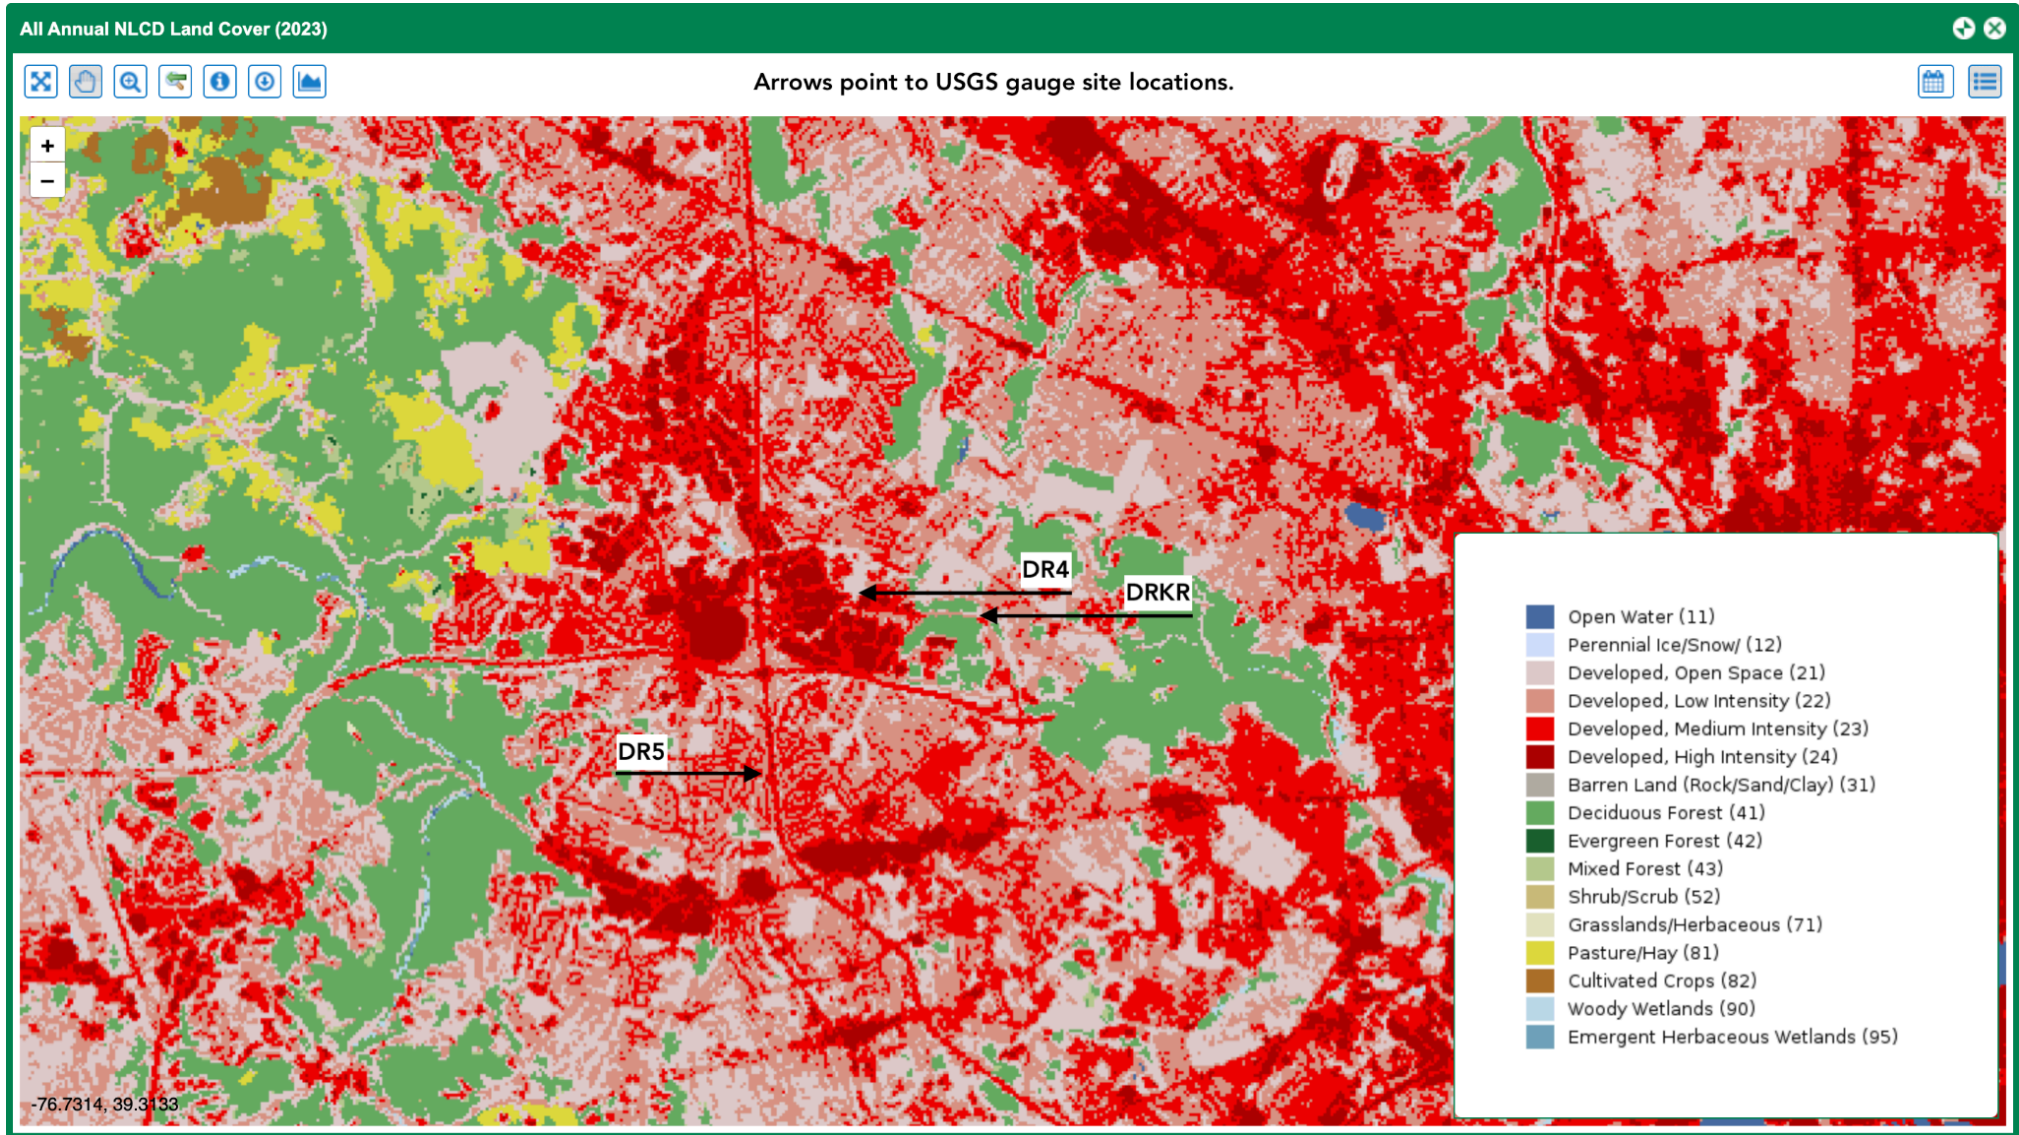 All Annual NLCD Land Cover (2023)
Arrows point to USGS gauge site locations.
+
−
DR4
DRKR
DR5
Open Water (11)
Perennial Ice/Snow/ (12)
Developed, Open Space (21)
Developed, Low Intensity (22)
Developed, Medium Intensity (23)
Developed, High Intensity (24)
Barren Land (Rock/Sand/Clay) (31)
Deciduous Forest (41)
Evergreen Forest (42)
Mixed Forest (43)
Shrub/Scrub (52)
Grasslands/Herbaceous (71)
Pasture/Hay (81)
Cultivated Crops (82)
Woody Wetlands (90)
Emergent Herbaceous Wetlands (95)
-76.7314, 39.3133